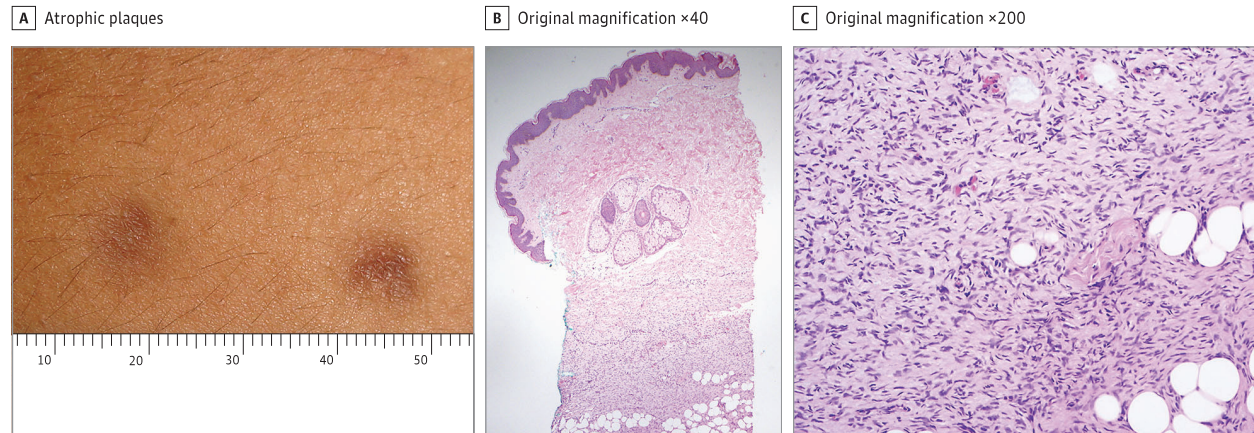 A Atrophic plaques
B Original magnification ×40
C Original magnification ×200
10 20 30 40 50